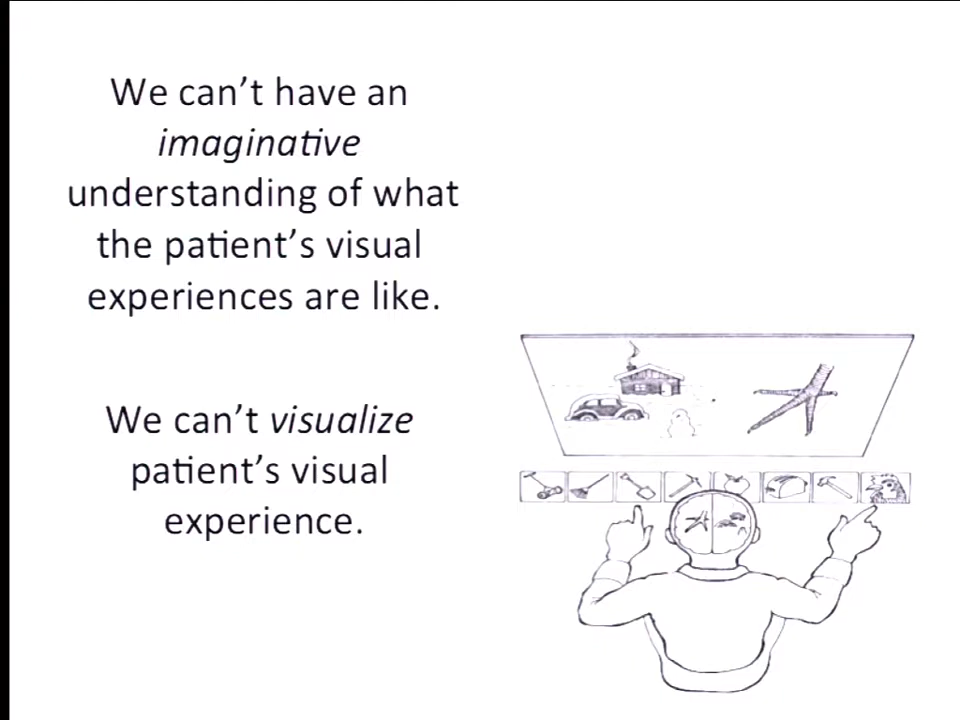 We can’t have an
imaginative
understanding of what
the patient’s visual
experiences are like.
We can’t visualize
patient’s visual
experience.